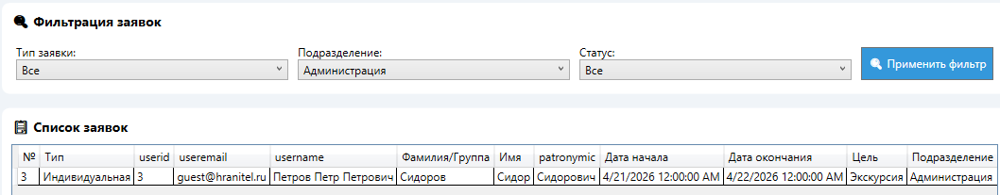 Фильтрация заявок
Тип заявки: Подразделение: Статус:
Все Администрация Все Применить фильтр
Список заявок
№ Тип userid useremail username Фамилия/Группа Имя patronymic Дата начала Дата окончания Цель Подразделение
3 Индивидуальная 3 guest@hranitel.ru Петров Петр Петрович Сидоров Сидор Сидорович 4/21/2026 12:00:00 AM 4/22/2026 12:00:00 AM Экскурсия Администрация